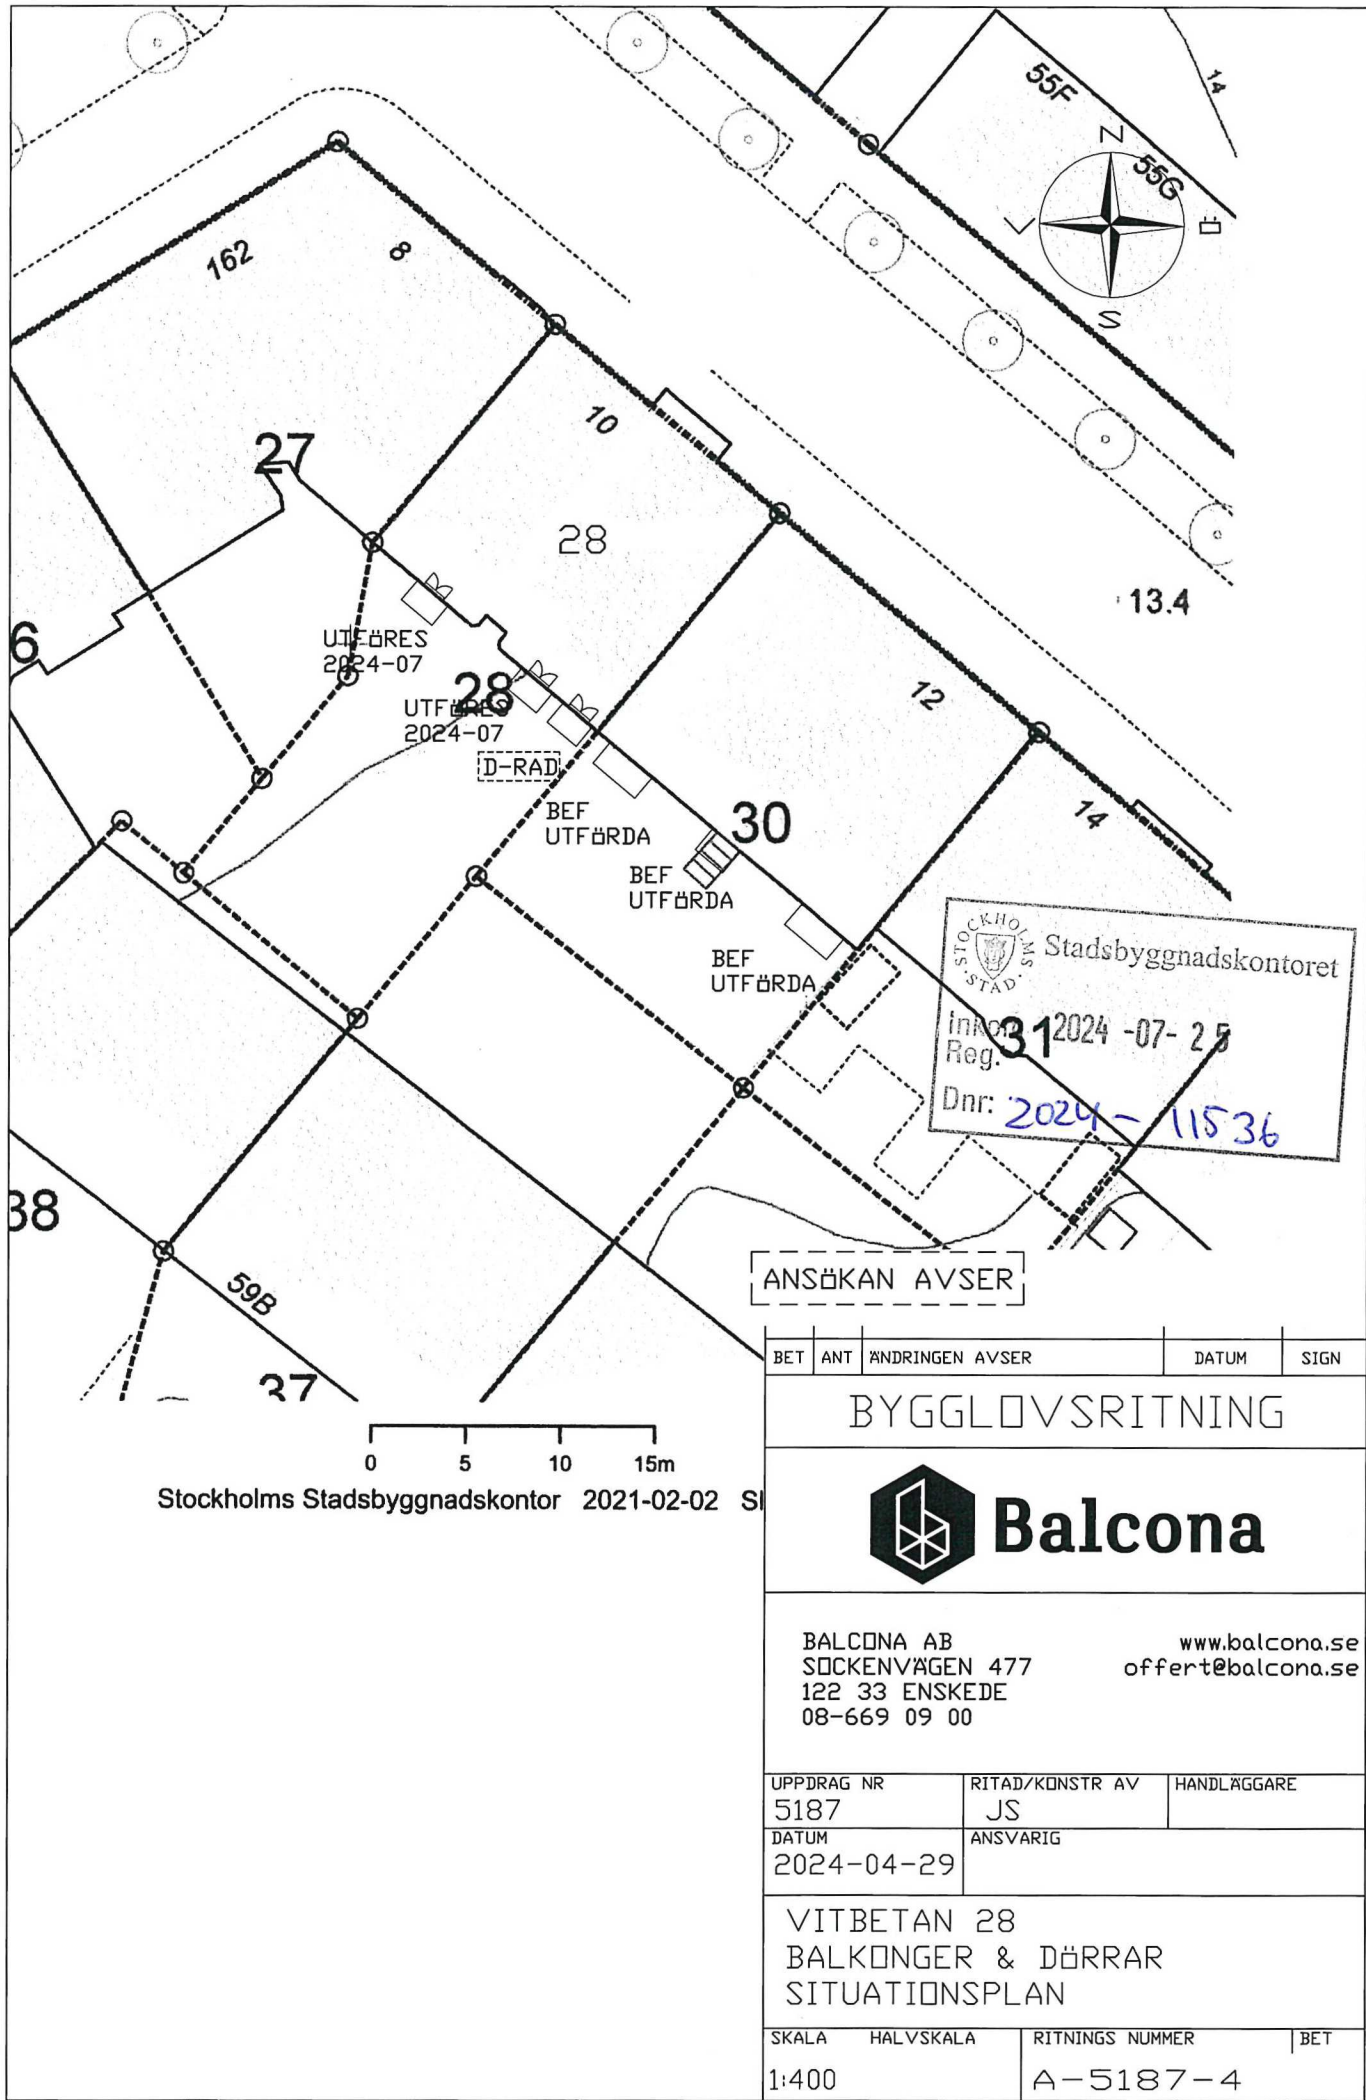 55F
14
N
55G
V
Ö
S
162
8
10
27
28
13.4
6
UTFÖRES
2024-07
28
UTFÖRES
2024-07
D-RAD
12
BEF
UTFÖRDA
30
14
BEF
UTFÖRDA
BEF
UTFÖRDA
STOCKHOLMS STAD
Stadsbyggnadskontoret
Inkom 2024-07-25
Reg.
31
Dnr: 2024-11536
38
59B
37
ANSÖKAN AVSER
BET ANT ÄNDRINGEN AVSER DATUM SIGN
BYGGLOVSRITNING
0 5 10 15m
Stockholms Stadsbyggnadskontor 2021-02-02
Balcona
BALCONA AB www.balcona.se
SOCKENVÄGEN 477 offert@balcona.se
122 33 ENSKEDE
08-669 09 00
UPPDRAG NR RITAD/KONSTR AV HANDLÄGGARE
5187 JS
DATUM ANSVARIG
2024-04-29
VITBETAN 28
BALKONGER & DÖRRAR
SITUATIONSPLAN
SKALA HALVSKALA RITNINGS NUMMER BET
1:400 A-5187-4